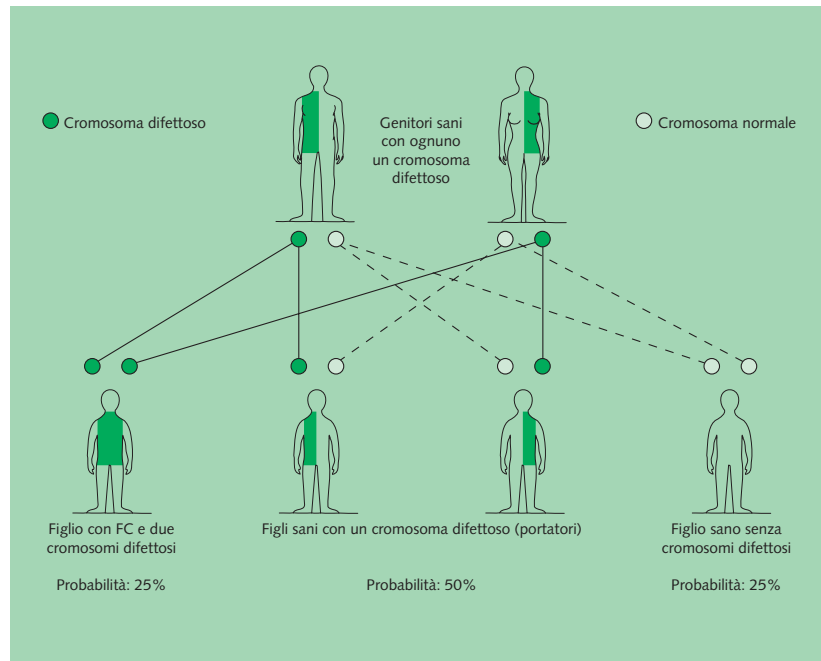 Cromosoma difettoso
Genitori sani
con ognuno
un cromosoma
difettoso
Cromosoma normale
Figlio con FC e due
cromosomi difettosi
Probabilità: 25%
Figli sani con un cromosoma difettoso (portatori)
Probabilità: 50%
Figlio sano senza
cromosomi difettosi
Probabilità: 25%